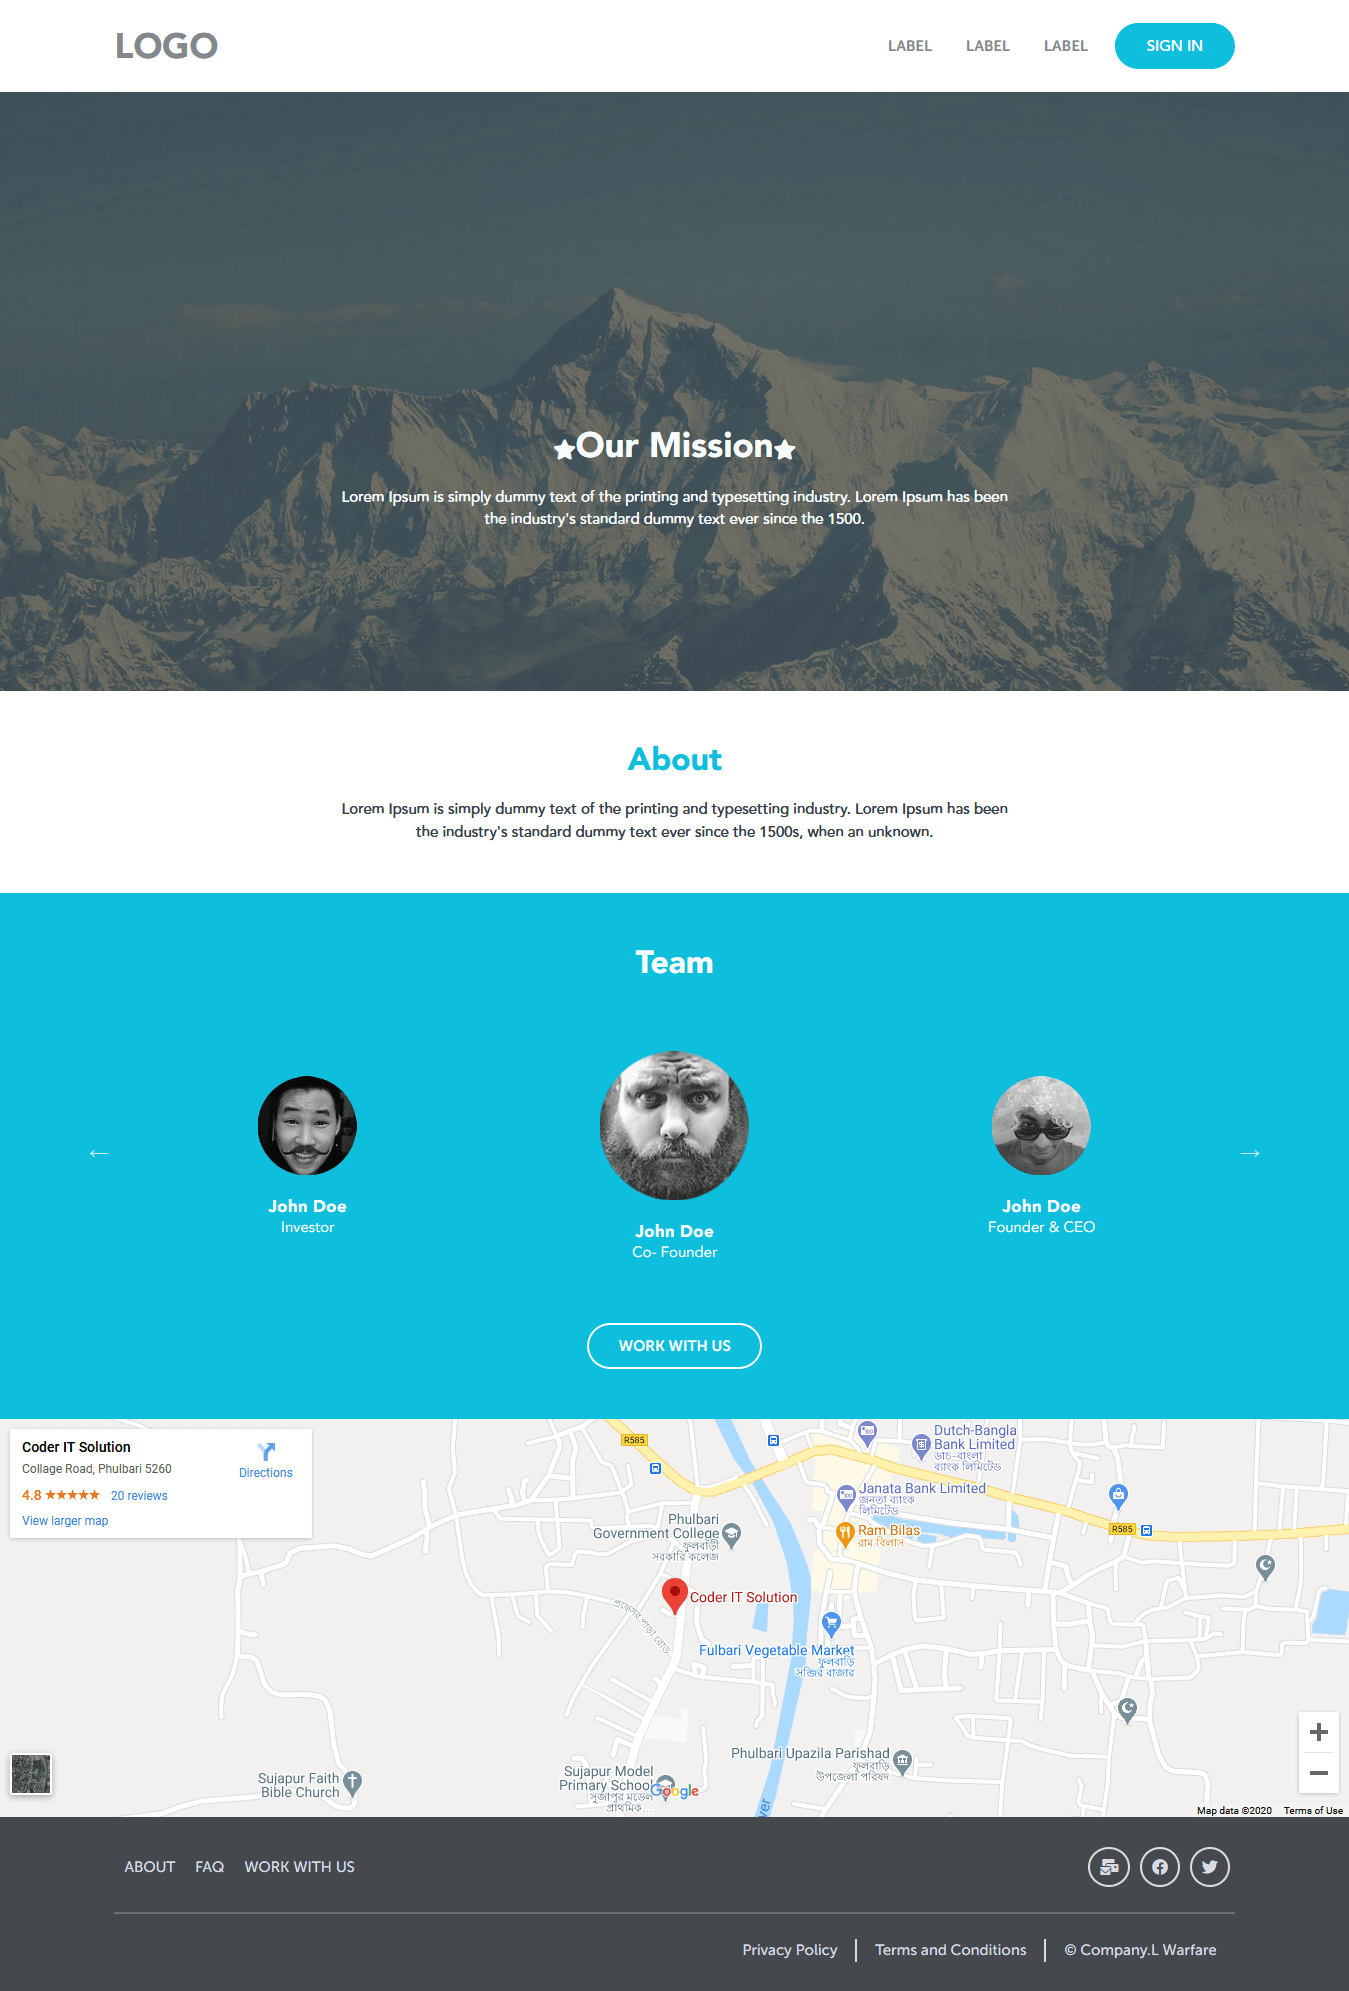 LOGO
LABEL LABEL LABEL SIGN IN
Our Mission
Lorem Ipsum is simply dummy text of the printing and typesetting industry. Lorem Ipsum has been
the industry's standard dummy text ever since the 1500.
About
Lorem Ipsum is simply dummy text of the printing and typesetting industry. Lorem Ipsum has been
the industry's standard dummy text ever since the 1500s, when an unknown.
Team
←
John Doe
Investor
John Doe
Co- Founder
John Doe
Founder & CEO
→
WORK WITH US
Coder IT Solution
Collage Road, Phulbari 5260
Directions
4.8 ★★★★★ 20 reviews
View larger map
R585
Dutch-Bangla
Bank Limited
ডাচ-বাংলা
ব্যাংক লিমিটেড
Janata Bank Limited
জনতা ব্যাংক
লিমিটেড
R585
Phulbari
Government College
ফুলবাড়ী
সরকারি কলেজ
Ram Bilas
রাম বিলাস
Coder IT Solution
Fulbari Vegetable Market
ফুলবাড়ি
সব্জির বাজার
Phulbari Upazila Parishad
ফুলবাড়ি
উপজেলা পরিষদ
Sujapur Faith
Bible Church
Sujapur Model
Primary School
সুজাপুর মডেল
প্রাথমিক...
Google
ver
Map data ©2020 Terms of Use
ABOUT FAQ WORK WITH US
Privacy Policy Terms and Conditions © Company.L Warfare